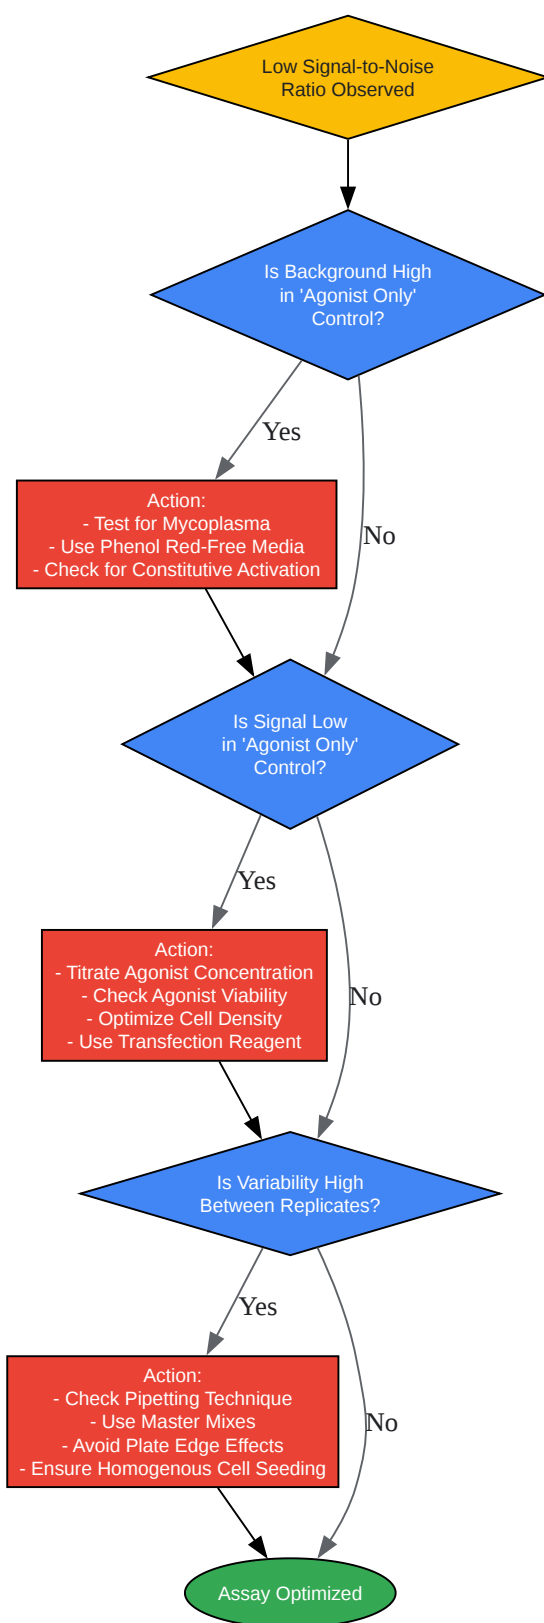 Low Signal-to-Noise
Ratio Observed
Is Background High
in 'Agonist Only'
Control?
Yes
No
Action:
- Test for Mycoplasma
- Use Phenol Red-Free Media
- Check for Constitutive Activation
Is Signal Low
in 'Agonist Only'
Control?
Yes
No
Action:
- Titrate Agonist Concentration
- Check Agonist Viability
- Optimize Cell Density
- Use Transfection Reagent
Is Variability High
Between Replicates?
Yes
No
Action:
- Check Pipetting Technique
- Use Master Mixes
- Avoid Plate Edge Effects
- Ensure Homogenous Cell Seeding
Assay Optimized